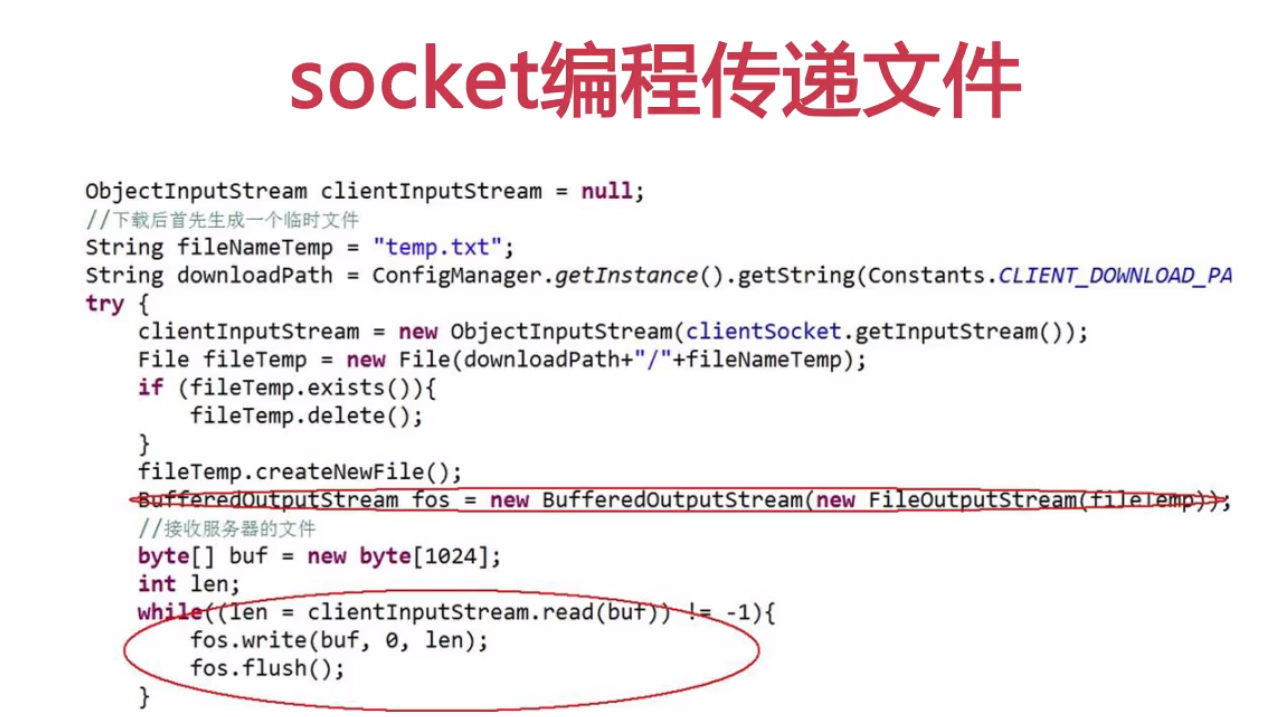 socket编程传递文件
ObjectInputStream clientInputStream = null;
//下载后首先生成一个临时文件
String fileNameTemp = "temp.txt";
String downloadPath = ConfigManager.getInstance().getString(Constants.CLIENT_DOWNLOAD_PA
try {
    clientInputStream = new ObjectInputStream(clientSocket.getInputStream());
    File fileTemp = new File(downloadPath+"/"+fileNameTemp);
    if (fileTemp.exists()){
        fileTemp.delete();
    }
    fileTemp.createNewFile();
    BufferedOutputStream fos = new BufferedOutputStream(new FileOutputStream(fileTemp));
    //接收服务器的文件
    byte[] buf = new byte[1024];
    int len;
    while((len = clientInputStream.read(buf)) != -1){
        fos.write(buf, 0, len);
        fos.flush();
    }